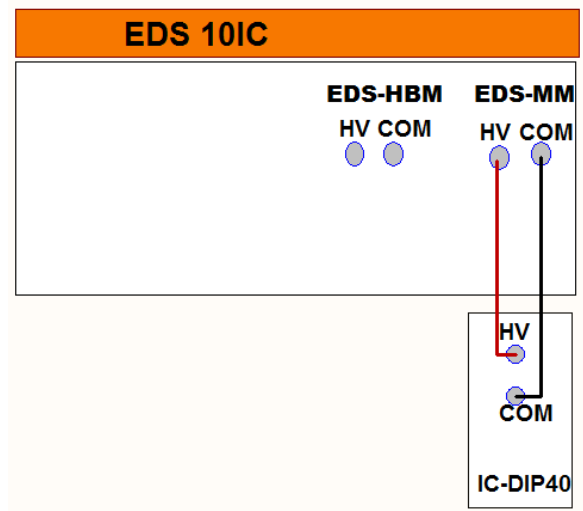 EDS 10IC
EDS-HBM EDS-MM
HV COM HV COM
HV
COM
IC-DIP40